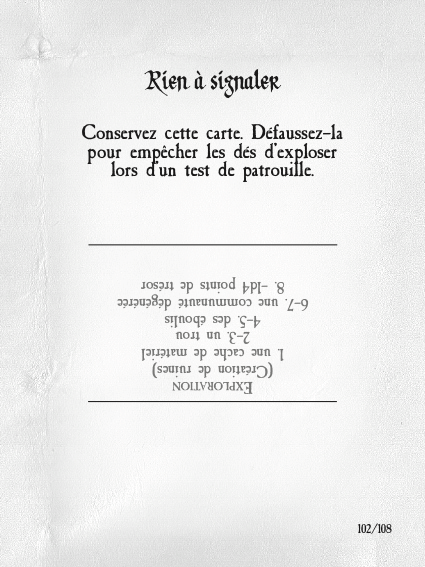 Rien à signaler
Conservez cette carte. Défaussez-la
pour empêcher les dés d'exploser
lors d'un test de patrouille.
EXPLORATION
(Création de ruines)
1. une cache de matériel
2-3. un trou
4-5. des éboulis
6-7. une communauté dégénérée
8. -1d4 points de trésor
102/108